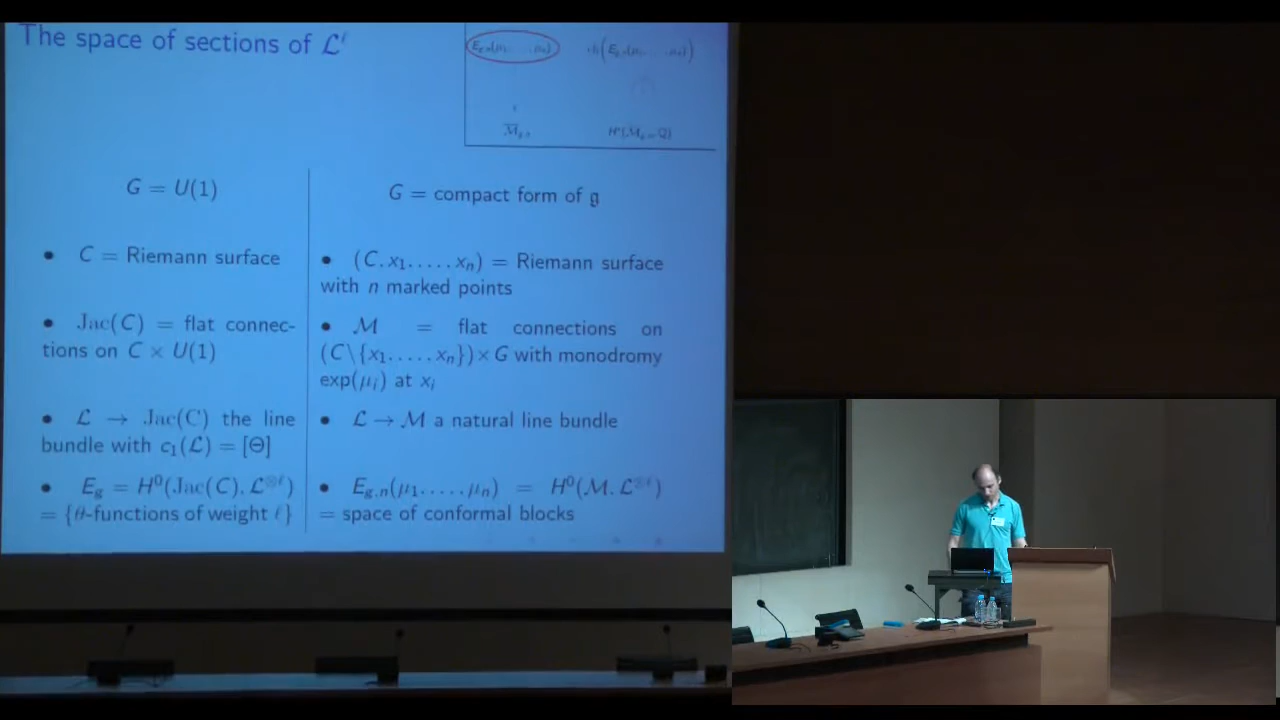 The space of sections of ℒ^ℓ
G = U(1)
• C = Riemann surface
• Jac(C) = flat connec-
tions on C × U(1)
• ℒ → Jac(C) the line
bundle with c₁(ℒ) = [Θ]
• E_g = H⁰(Jac(C), ℒ^{⊗ℓ})
= {θ-functions of weight ℓ}
G = compact form of 𝔤
• (C, x₁, ..., xₙ) = Riemann surface
with n marked points
• ℳ = flat connections on
(C\{x₁, ..., xₙ}) × G with monodromy
exp(μᵢ) at xᵢ
• ℒ → ℳ a natural line bundle
• E_{g,n}(μ₁, ..., μₙ) = H⁰(ℳ, ℒ^{⊗ℓ})
= space of conformal blocks